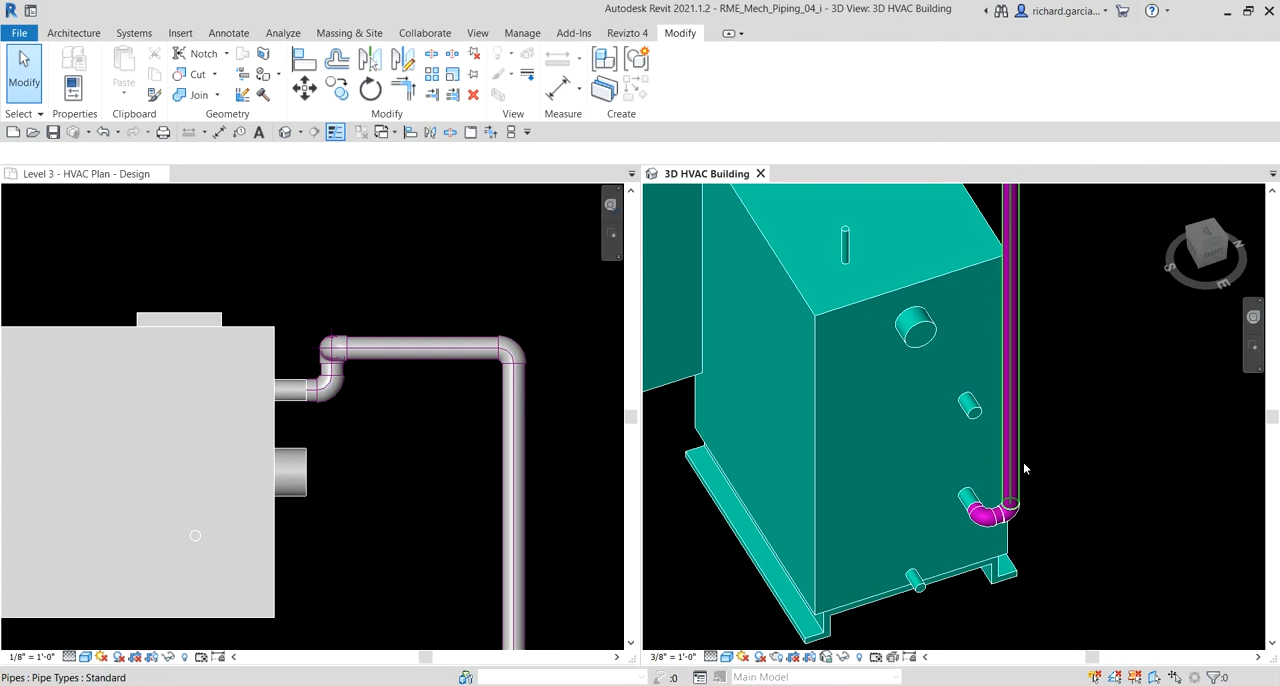 Autodesk Revit 2021.1.2 - RME_Mech_Piping_04_i - 3D View: 3D HVAC Building
richard.garcia...
File Architecture Systems Insert Annotate Analyze Massing & Site Collaborate View Manage Add-Ins Revizto 4 Modify
Modify
Paste
Notch
Cut
Join
Select Properties Clipboard Geometry Modify View Measure Create
Level 3 - HVAC Plan - Design
3D HVAC Building
RIGHT
S
E
N
1/8" = 1'-0"
3/8" = 1'-0"
Pipes : Pipe Types : Standard
:0
Main Model
:0